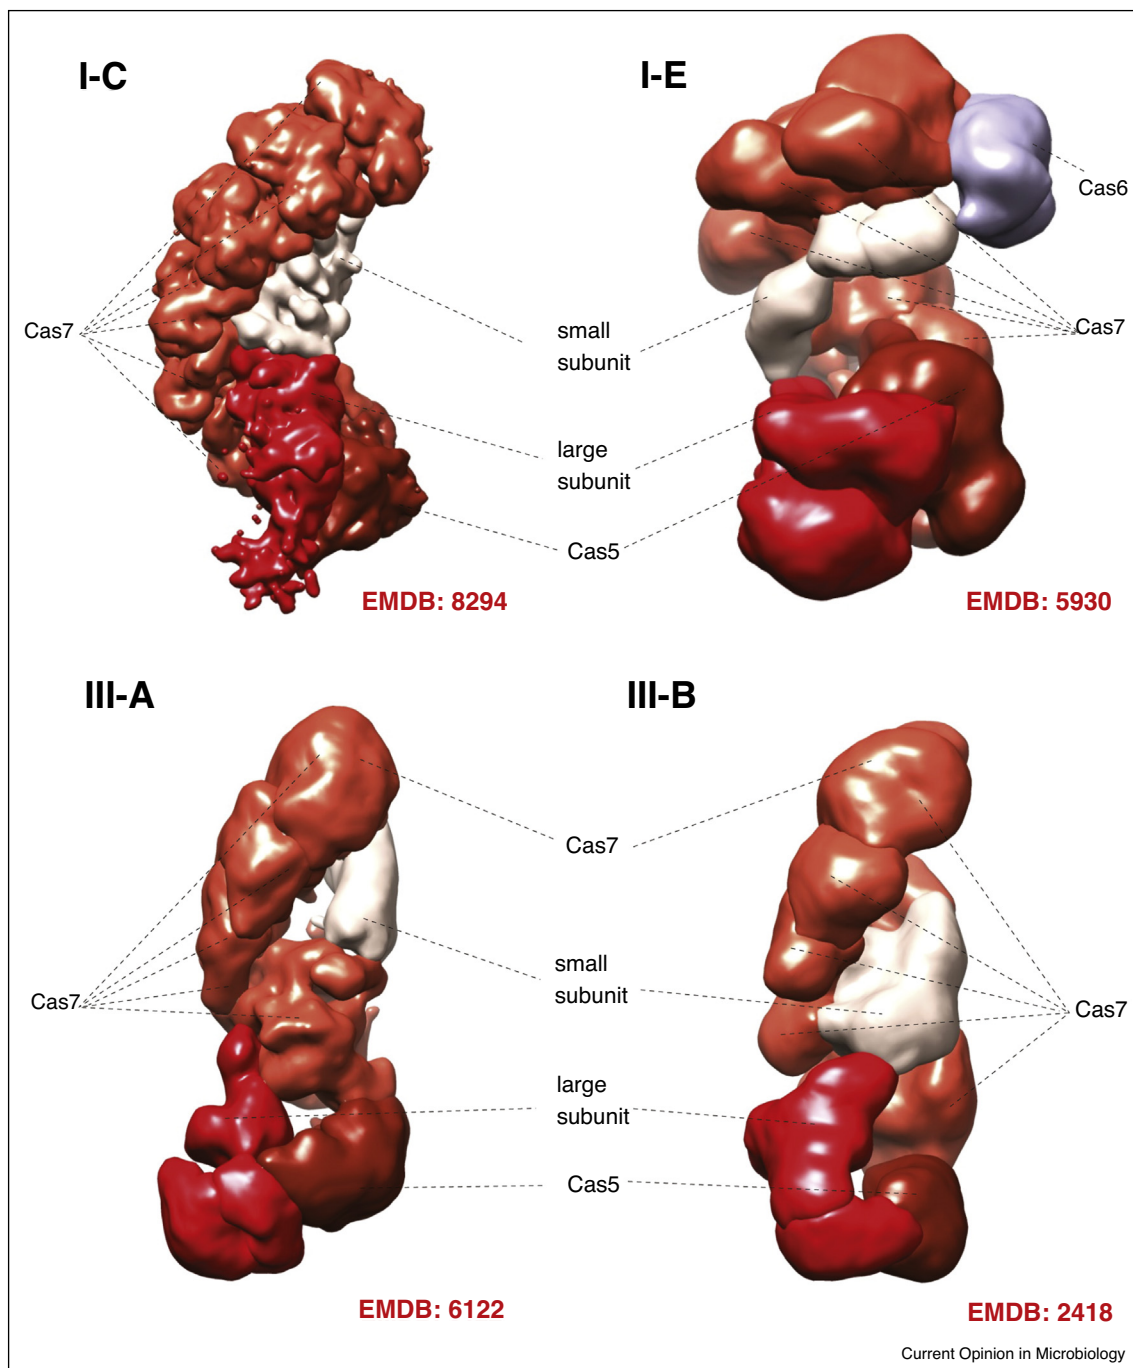 I-C
I-E
Cas6
Cas7
small
subunit
Cas7
large
subunit
Cas5
EMDB: 8294
EMDB: 5930
III-A
III-B
Cas7
small
subunit
Cas7
Cas7
large
subunit
Cas5
EMDB: 6122
EMDB: 2418
Current Opinion in Microbiology